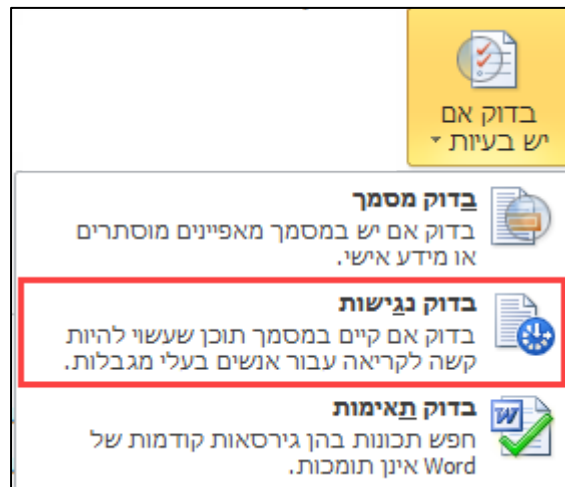 בדוק אם
יש בעיות
בדוק מסמך
בדוק אם יש במסמך מאפיינים מוסתרים
או מידע אישי.
בדוק נגישות
בדוק אם קיים במסמך תוכן שעשוי להיות
קשה לקריאה עבור אנשים בעלי מגבלות.
בדוק תאימות
חפש תכונות בהן גירסאות קודמות של
Word אינן תומכות.